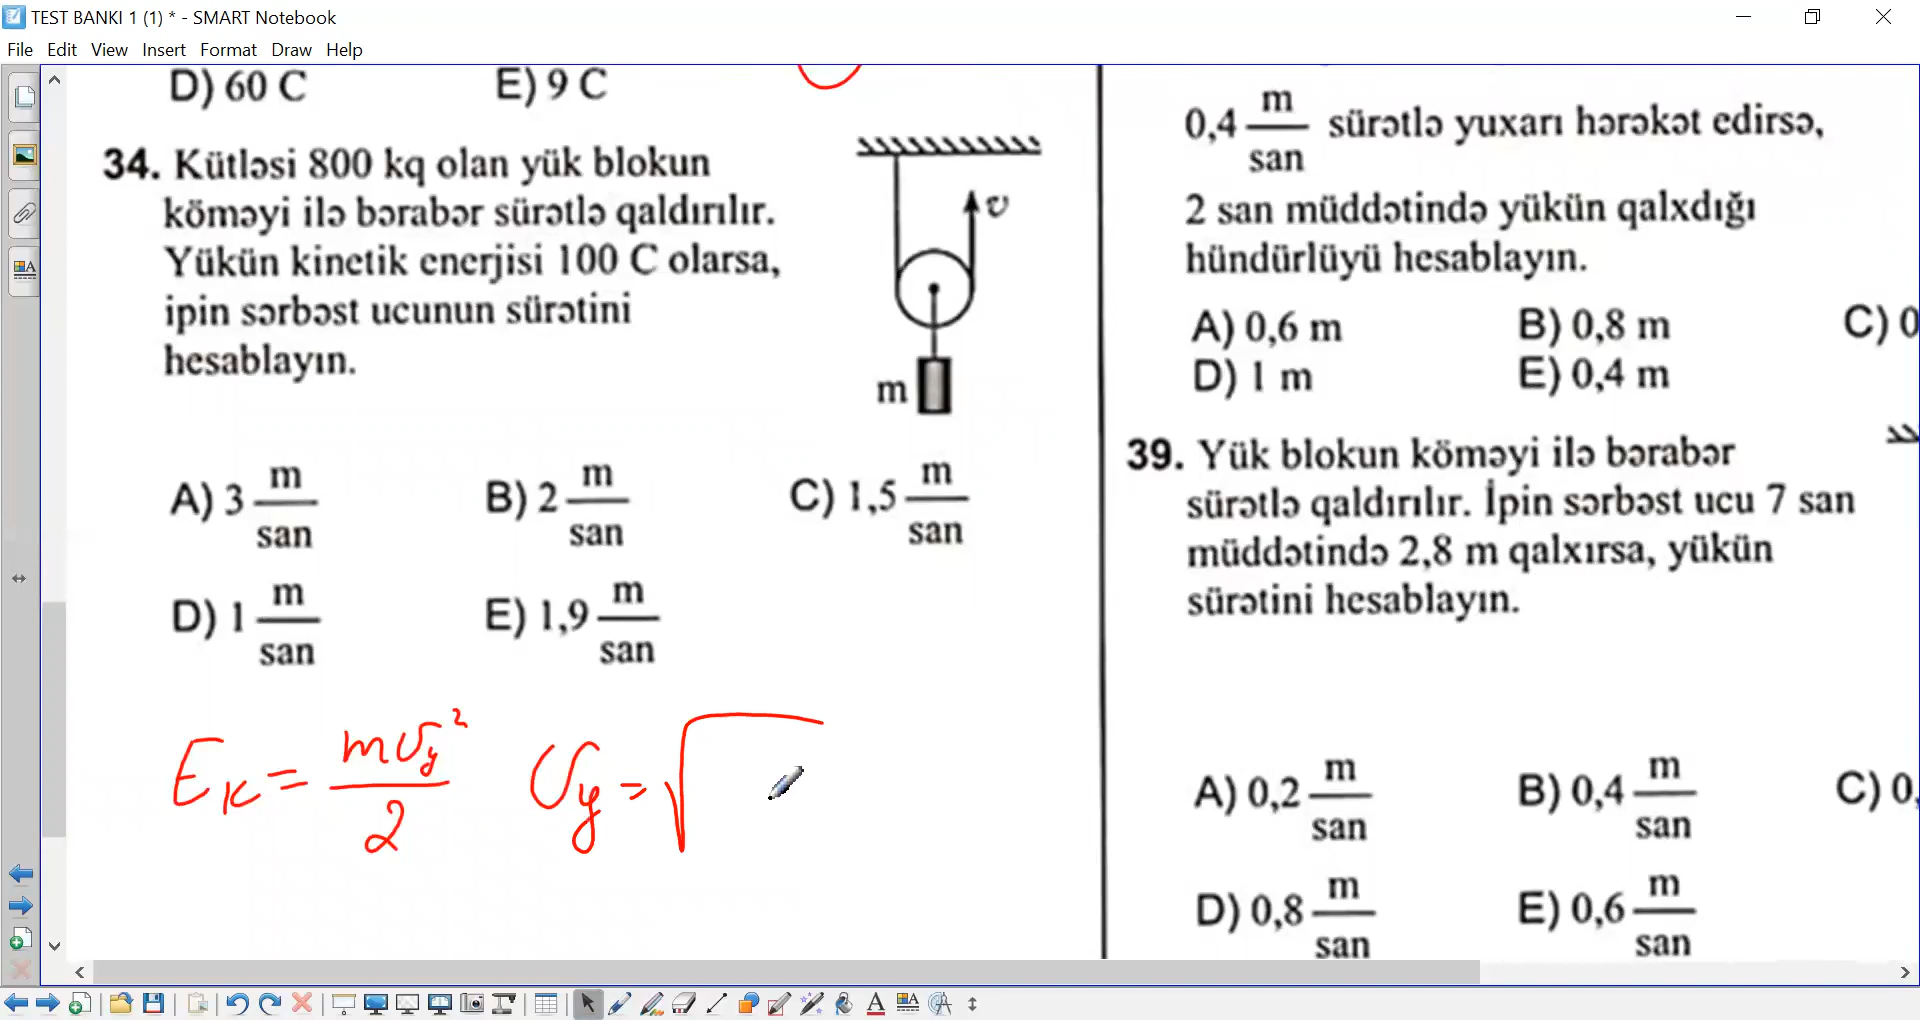 TEST BANKI 1 (1) * - SMART Notebook
File Edit View Insert Format Draw Help
D) 60 C E) 9 C
34. Kütləsi 800 kq olan yük blokun
köməyi ilə bərabər sürətlə qaldırılır.
Yükün kinetik enerjisi 100 C olarsa,
ipin sərbəst ucunun sürətini
hesablayın.
v
m
A) 3 m/san B) 2 m/san C) 1,5 m/san
D) 1 m/san E) 1,9 m/san
Eк = mυy²/2 υy = √
0,4 m/san sürətlə yuxarı hərəkət edirsə,
2 san müddətində yükün qalxdığı
hündürlüyü hesablayın.
A) 0,6 m B) 0,8 m C) 0
D) 1 m E) 0,4 m
39. Yük blokun köməyi ilə bərabər
sürətlə qaldırılır. İpin sərbəst ucu 7 san
müddətində 2,8 m qalxırsa, yükün
sürətini hesablayın.
A) 0,2 m/san B) 0,4 m/san C) 0,
D) 0,8 m/san E) 0,6 m/san